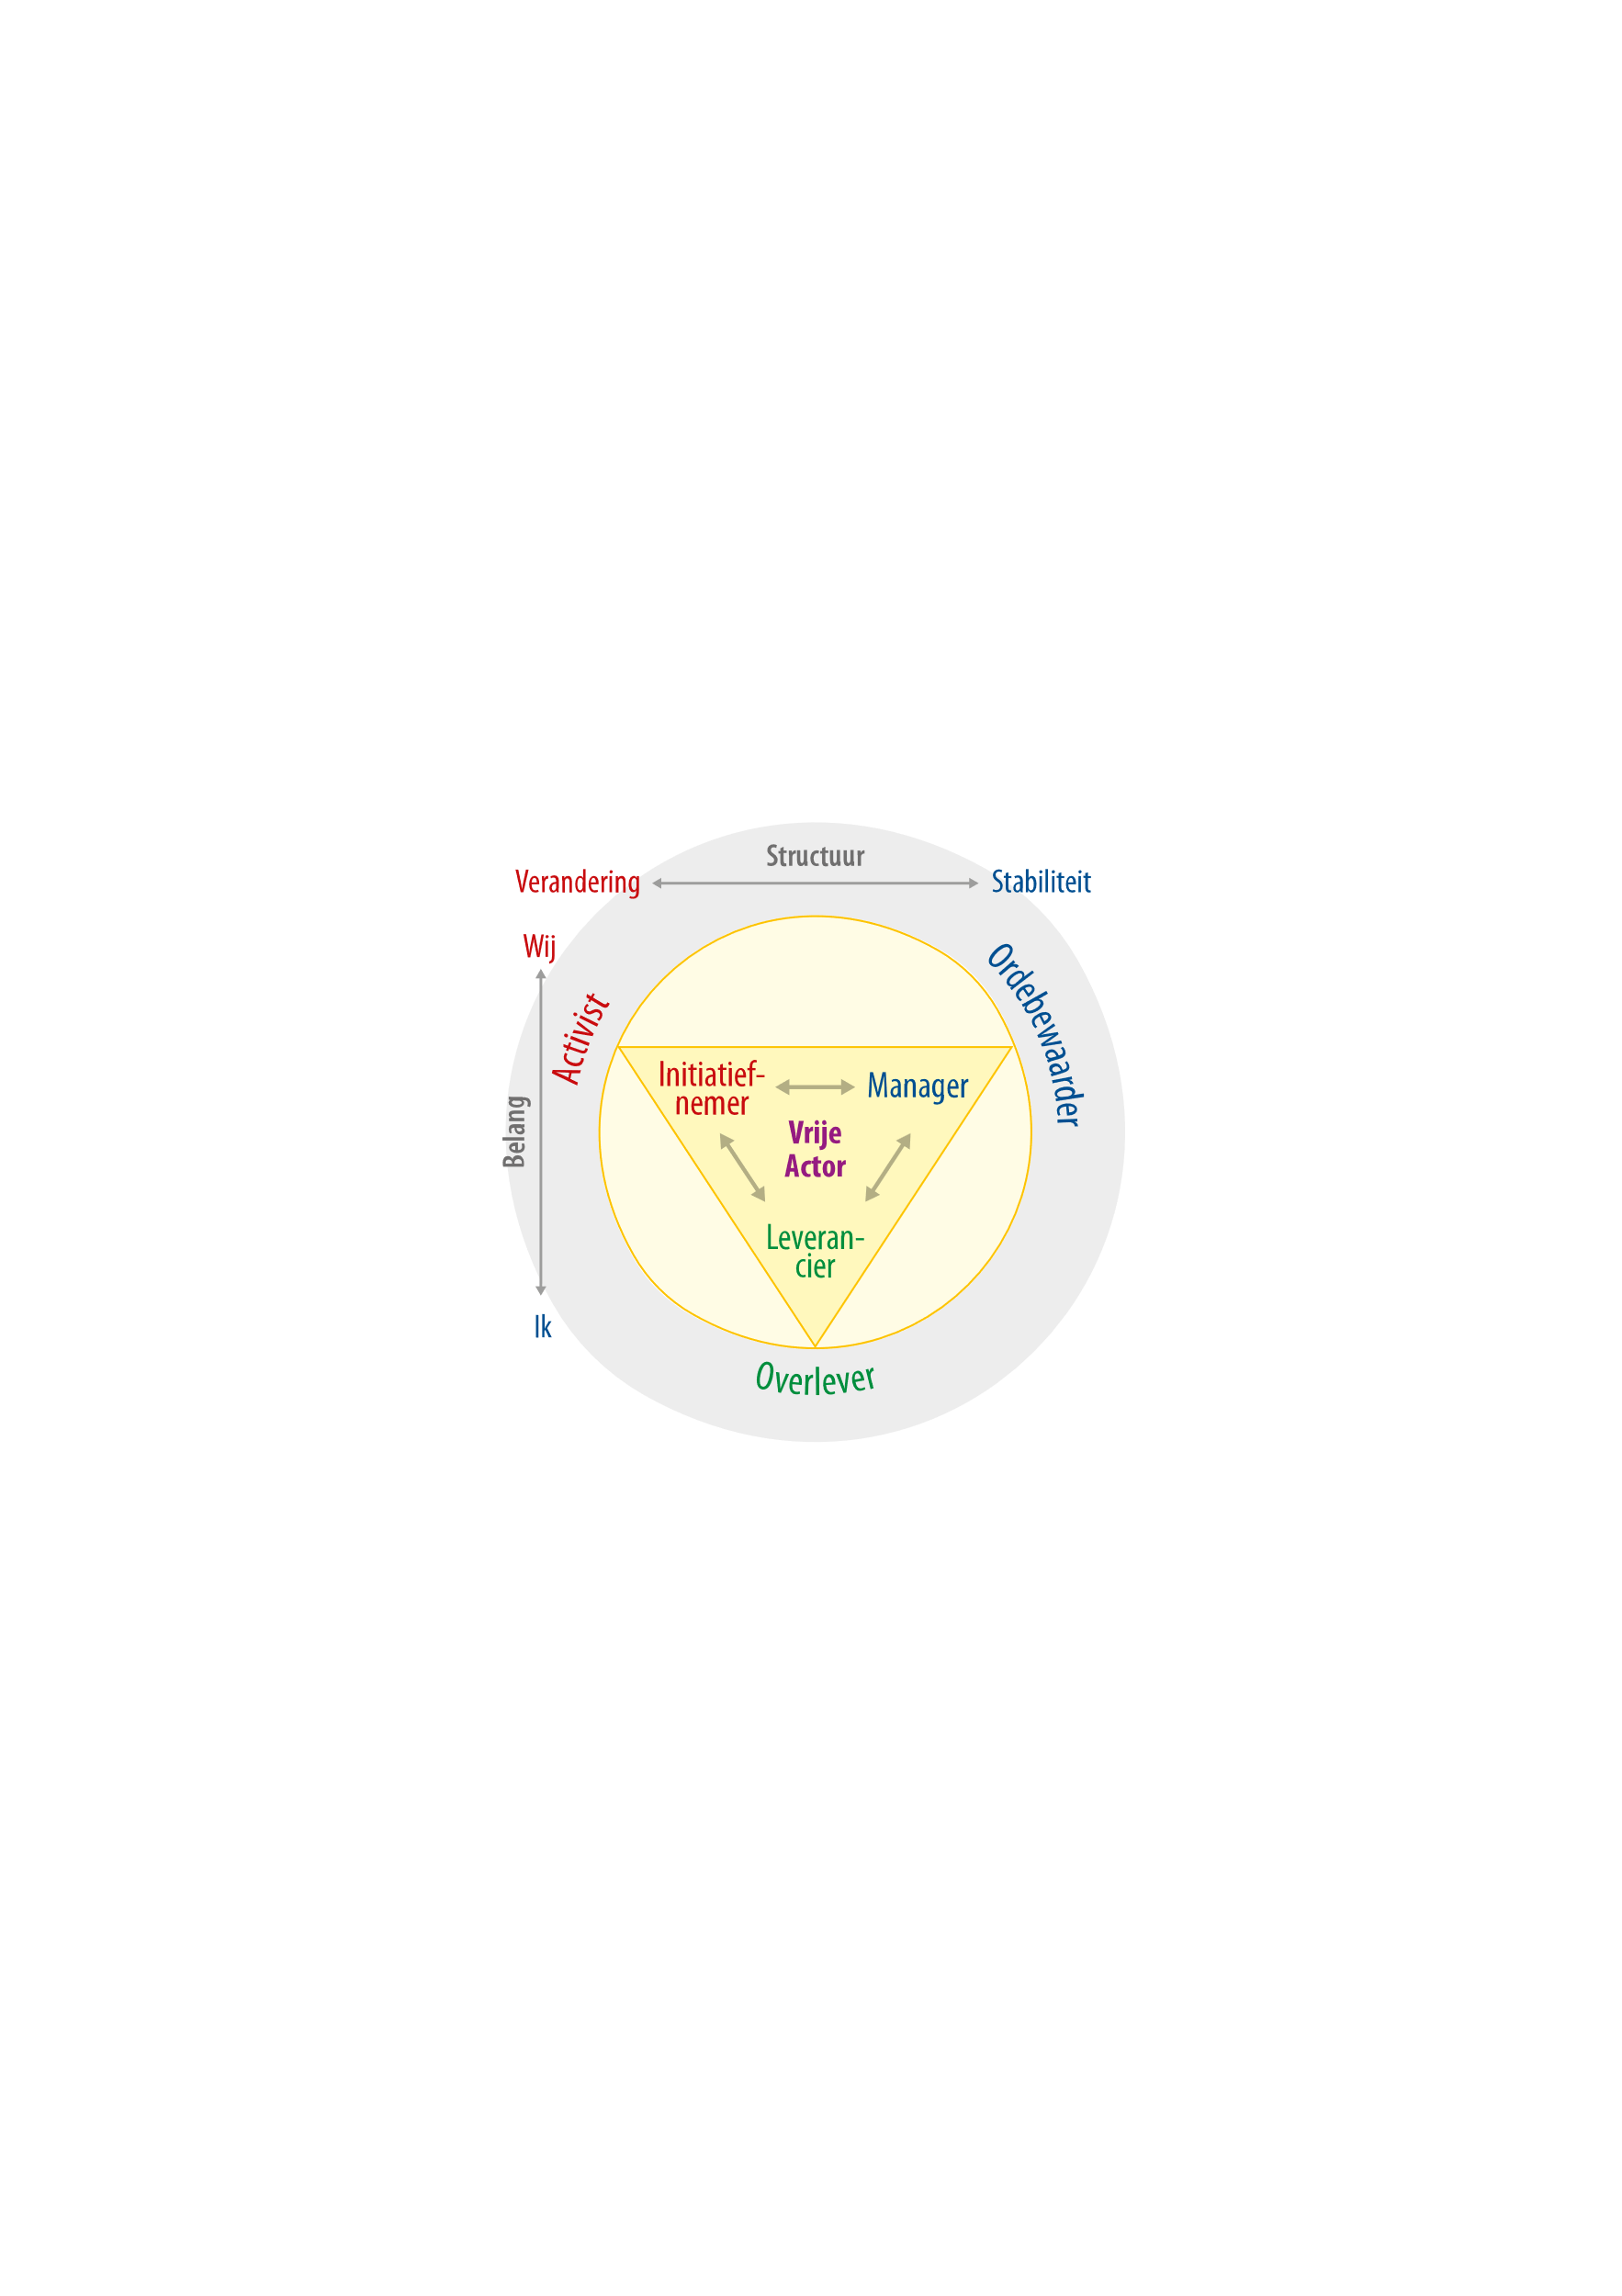 Structuur
Verandering
Stabiliteit
Wij
Belang
Ik
Activist
Ordebewaarder
Initiatief-
nemer
Manager
Vrije
Actor
Leveran-
cier
Overlever